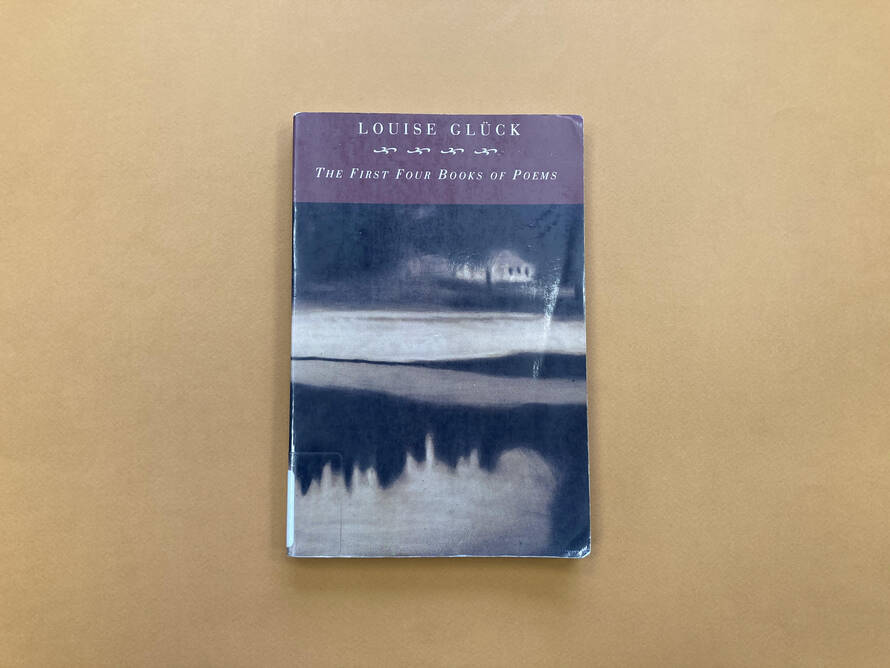 LOUISE GLÜCK
THE FIRST FOUR BOOKS OF POEMS